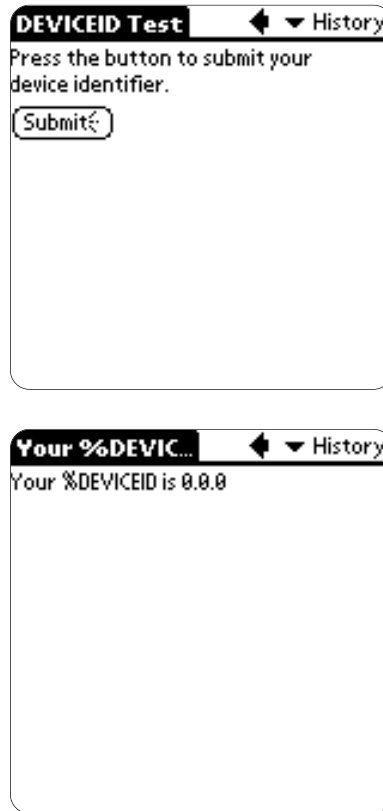 DEVICEID Test History
Press the button to submit your
device identifier.
Submit
Your %DEVIC... History
Your %DEVICEID is 0.0.0